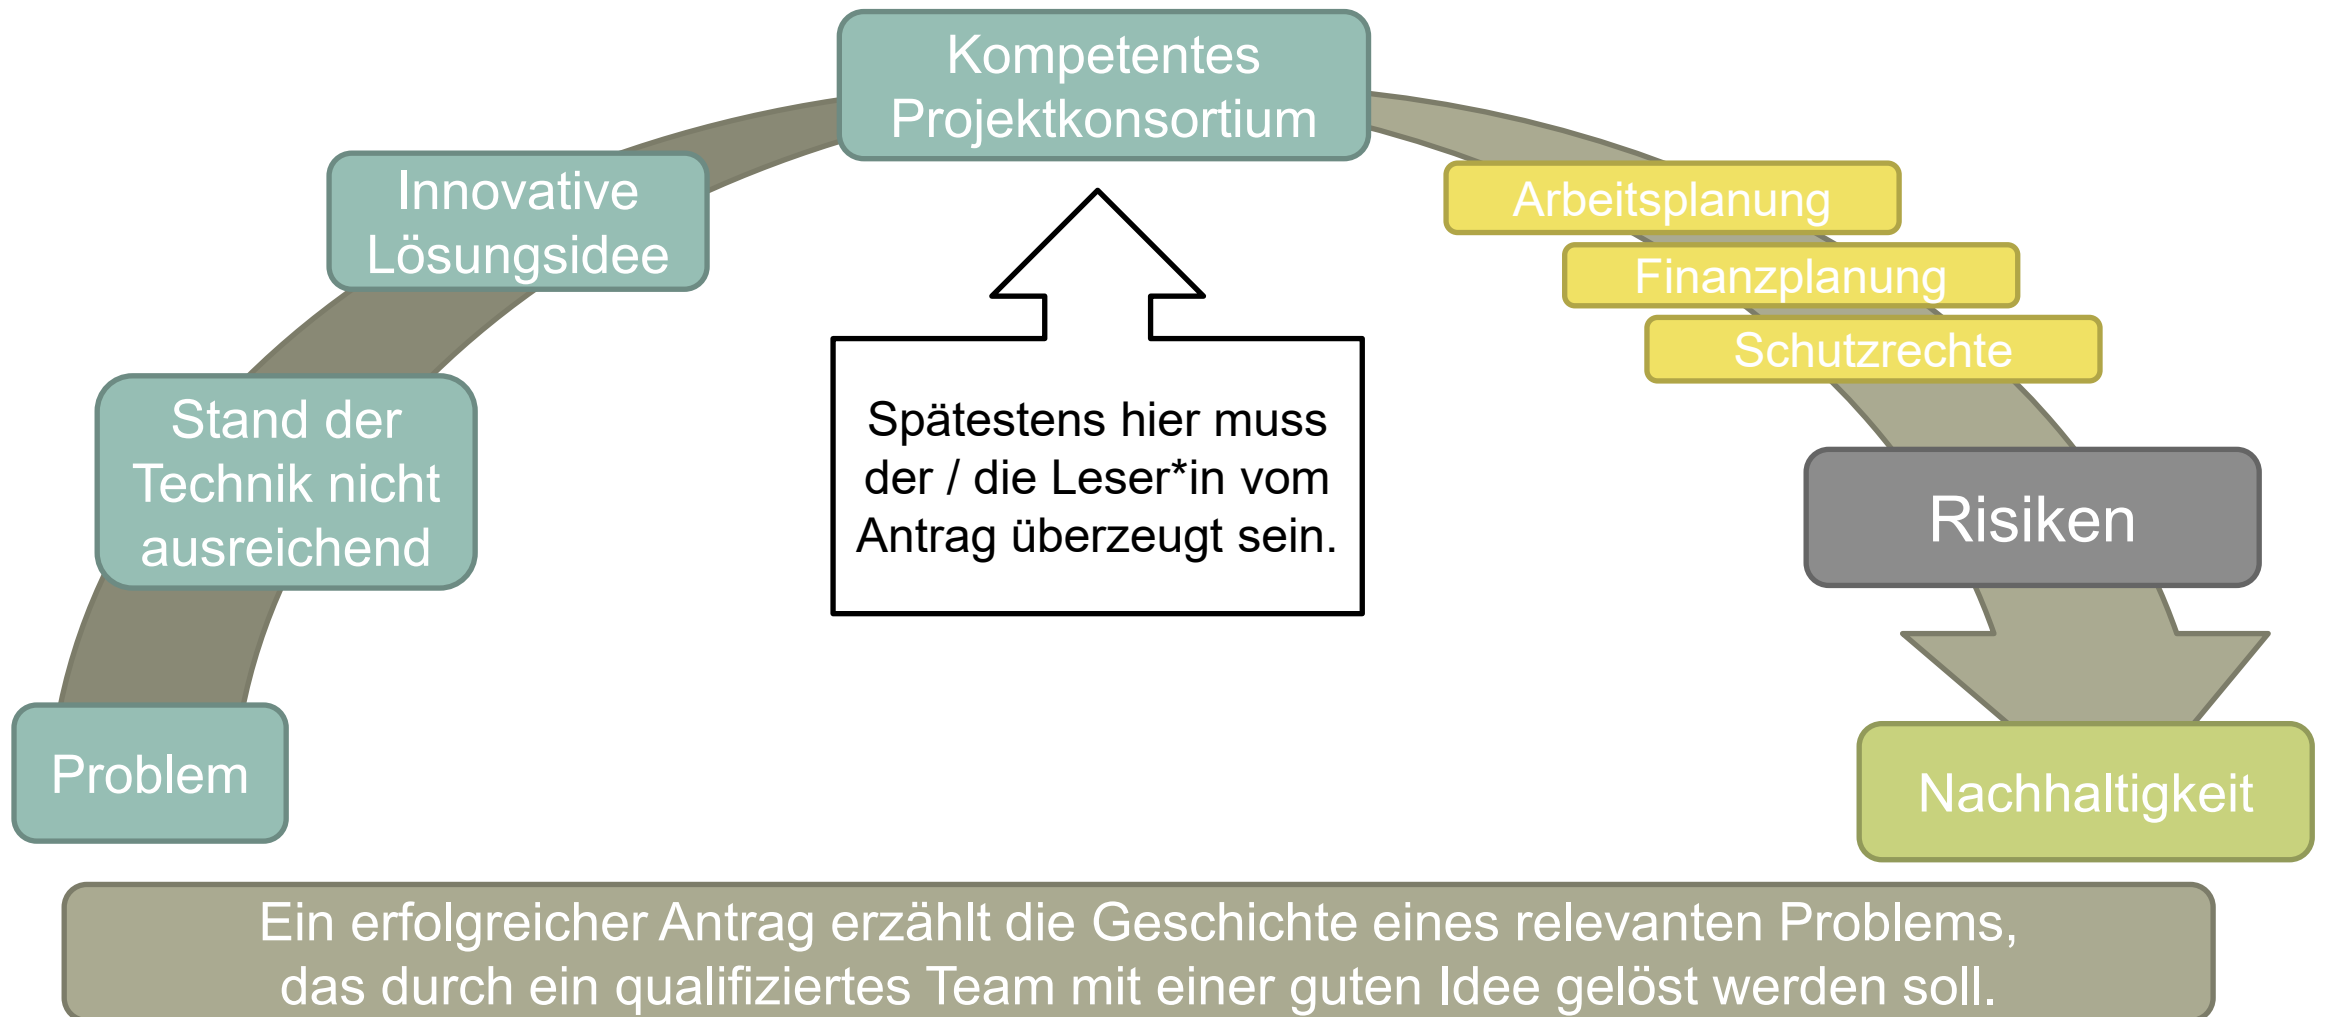 Kompetentes
Projektkonsortium
Innovative
Lösungsidee
Stand der
Technik nicht
ausreichend
Problem
Spätestens hier muss
der / die Leser*in vom
Antrag überzeugt sein.
Arbeitsplanung
Finanzplanung
Schutzrechte
Risiken
Nachhaltigkeit
Ein erfolgreicher Antrag erzählt die Geschichte eines relevanten Problems,
das durch ein qualifiziertes Team mit einer guten Idee gelöst werden soll.